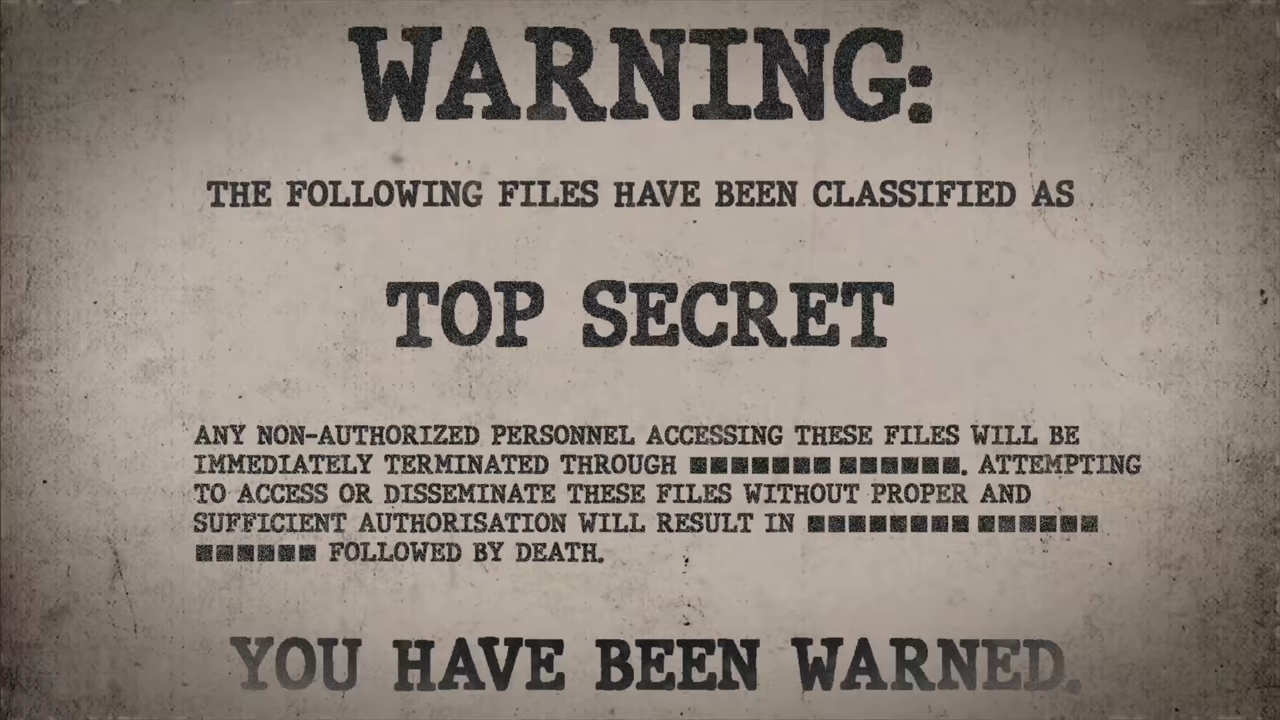 WARNING:
THE FOLLOWING FILES HAVE BEEN CLASSIFIED AS
TOP SECRET
ANY NON-AUTHORIZED PERSONNEL ACCESSING THESE FILES WILL BE
IMMEDIATELY TERMINATED THROUGH ■■■■■■■ ■■■■■■. ATTEMPTING
TO ACCESS OR DISSEMINATE THESE FILES WITHOUT PROPER AND
SUFFICIENT AUTHORISATION WILL RESULT IN ■■■■■■■■ ■■■■■■
■■■■■■ FOLLOWED BY DEATH.
YOU HAVE BEEN WARNED.